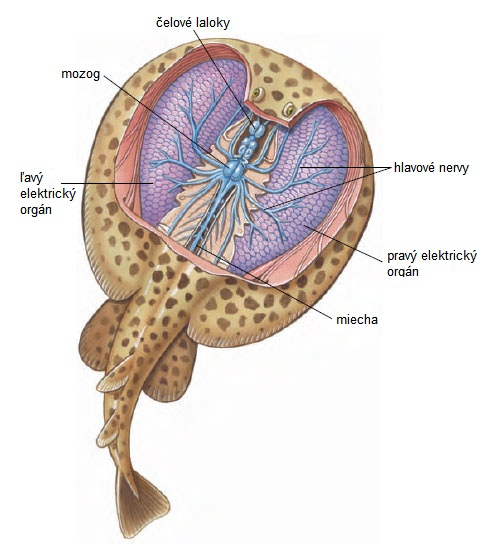 čelové laloky
mozog
hlavové nervy
ľavý
elektrický
orgán
pravý elektrický
orgán
miecha